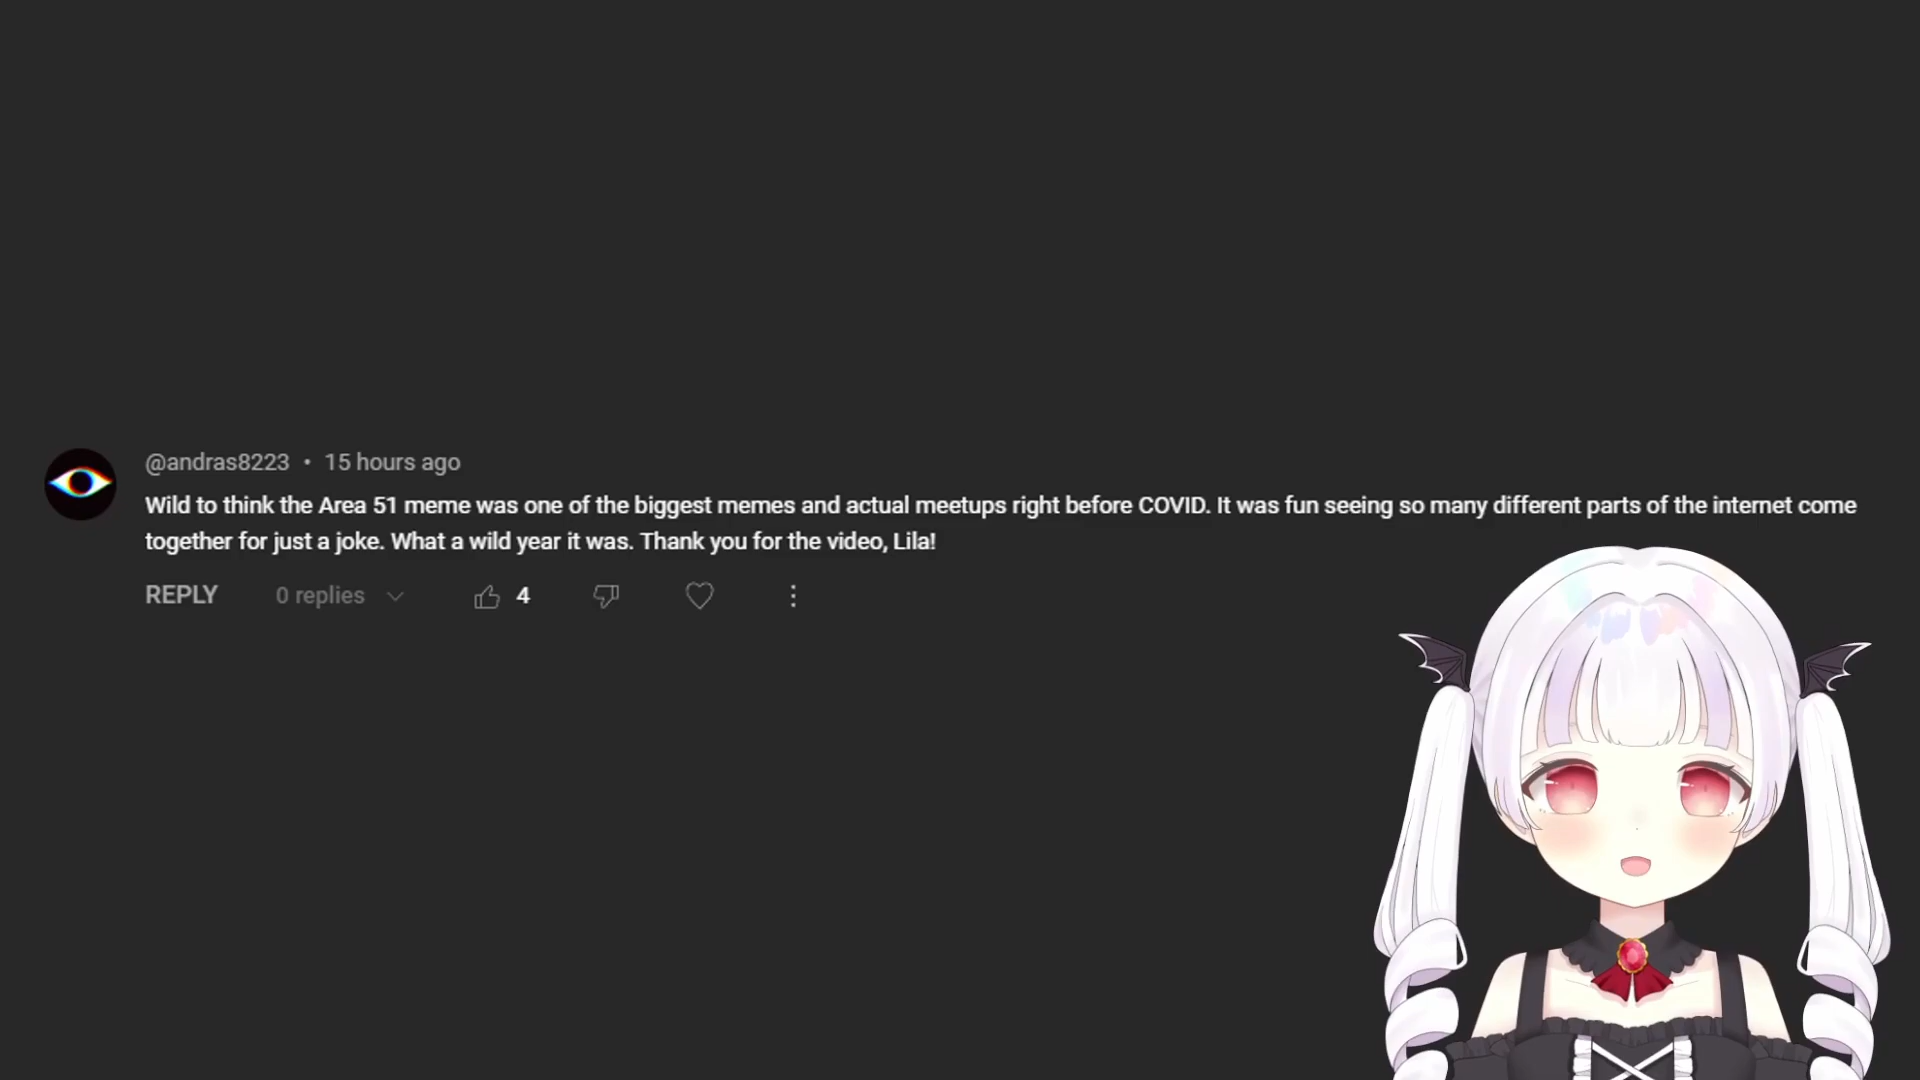 @andras8223 • 15 hours ago
Wild to think the Area 51 meme was one of the biggest memes and actual meetups right before COVID. It was fun seeing so many different parts of the internet come
together for just a joke. What a wild year it was. Thank you for the video, Lila!
REPLY 0 replies 4